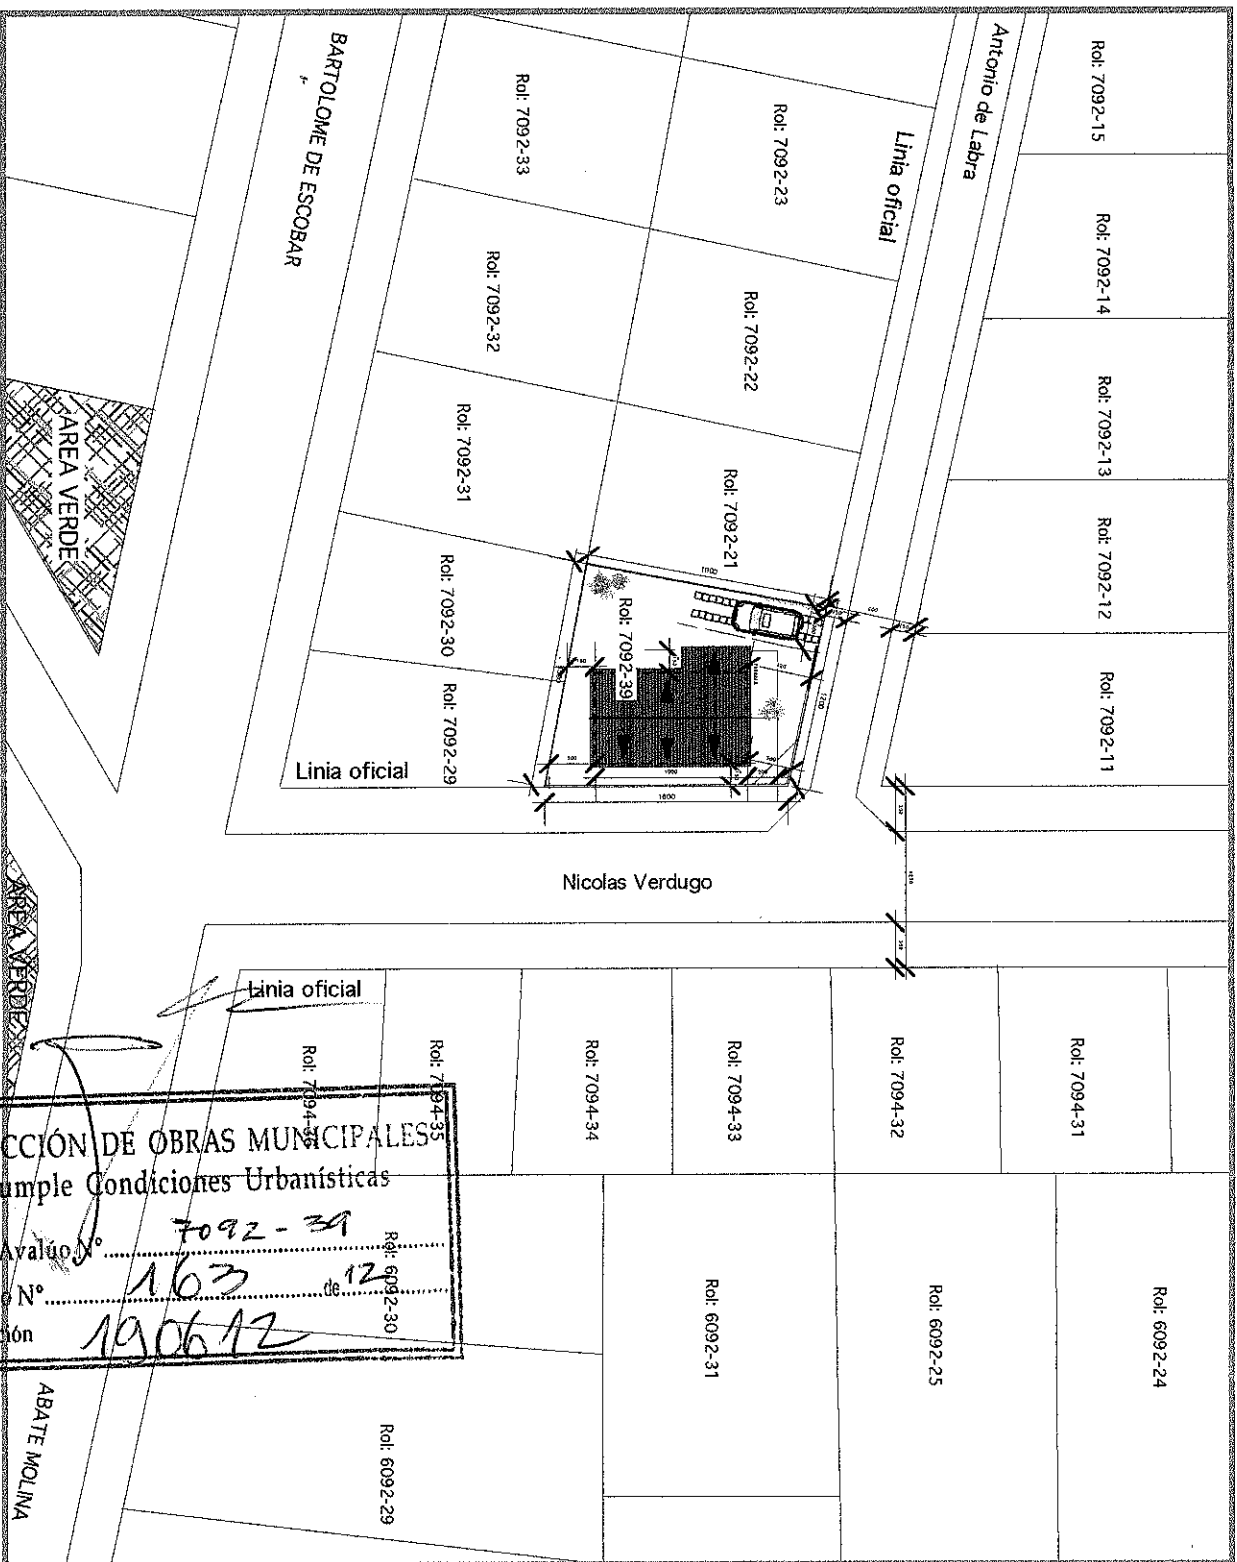 Rol: 7092-15
Rol: 7092-14
Rol: 7092-13
Rol: 7092-12
Rol: 7092-11
Antonio de Labra
Linia oficial
Rol: 7092-23
Rol: 7092-22
Rol: 7092-21
Rol: 7092-39
Rol: 7092-33
Rol: 7092-32
Rol: 7092-31
Rol: 7092-30
Rol: 7092-29
Linia oficial
BARTOLOME DE ESCOBAR
AREA VERDE
AREA VERDE
Nicolas Verdugo
1200
1600
Linia oficial
Rol: 7094-35
Rol: 7094-34
Rol: 7094-33
Rol: 7094-32
Rol: 7094-31
Rol: 6092-30
Rol: 6092-31
Rol: 6092-25
Rol: 6092-24
Rol: 6092-29
ABATE MOLINA
CCIÓN DE OBRAS MUNICIPALES
umple Condiciones Urbanísticas
Avalúo Nº 7092-39
o Nº 163 de 12
ión 190612